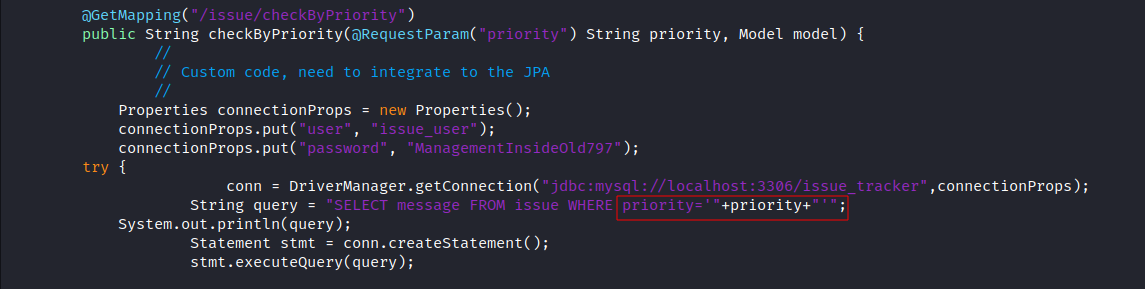 @GetMapping("/issue/checkByPriority")
public String checkByPriority(@RequestParam("priority") String priority, Model model) {
//
// Custom code, need to integrate to the JPA
//
Properties connectionProps = new Properties();
connectionProps.put("user", "issue_user");
connectionProps.put("password", "ManagementInsideOld797");
try {
conn = DriverManager.getConnection("jdbc:mysql://localhost:3306/issue_tracker",connectionProps);
String query = "SELECT message FROM issue WHERE priority='"+priority+"'";
System.out.println(query);
Statement stmt = conn.createStatement();
stmt.executeQuery(query);